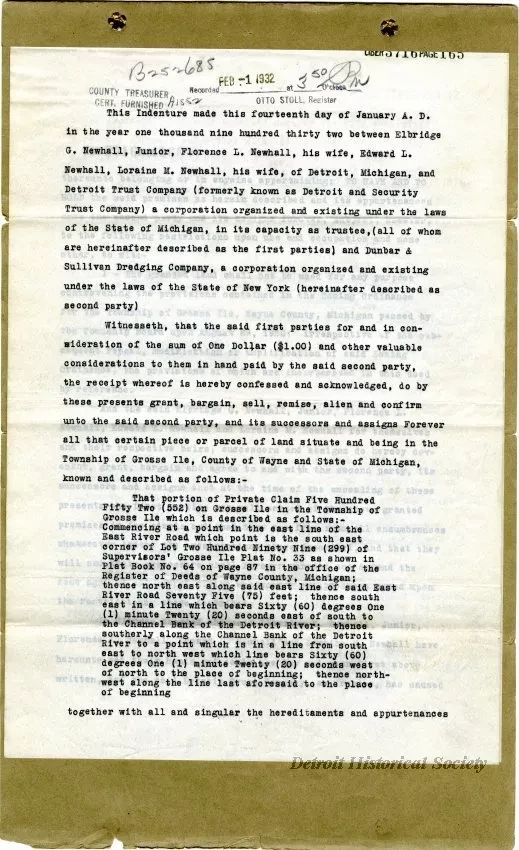 LIBER 3716 PAGE 165
B252685
FEB -1 1932
COUNTY TREASURER Recorded at 3 50 O'clock PM
CERT. FURNISHED A1552 OTTO STOLL, Register
This Indenture made this fourteenth day of January A. D.
in the year one thousand nine hundred thirty two between Elbridge
G. Newhall, Junior, Florence L. Newhall, his wife, Edward L.
Newhall, Loraine M. Newhall, his wife, of Detroit, Michigan, and
Detroit Trust Company (formerly known as Detroit and Security
Trust Company) a corporation organized and existing under the laws
of the State of Michigan, in its capacity as trustee,(all of whom
are hereinafter described as the first parties) and Dunbar &
Sullivan Dredging Company, a corporation organized and existing
under the laws of the State of New York (hereinafter described as
second party)
Witnesseth, that the said first parties for and in con-
sideration of the sum of One Dollar ($1.00) and other valuable
considerations to them in hand paid by the said second party,
the receipt whereof is hereby confessed and acknowledged, do by
these presents grant, bargain, sell, remise, alien and confirm
unto the said second party, and its successors and assigns Forever
all that certain piece or parcel of land situate and being in the
Township of Grosse Ile, County of Wayne and State of Michigan,
known and described as follows:-
That portion of Private Claim Five Hundred
Fifty Two (552) on Grosse Ile in the Township of
Grosse Ile which is described as follows:-
Commencing at a point in the east line of the
East River Road which point is the south east
corner of Lot Two Hundred Ninety Nine (299) of
Supervisors' Grosse Ile Plat No. 33 as shown in
Plat Book No. 64 on page 87 in the office of the
Register of Deeds of Wayne County, Michigan;
thence north east along said east line of said East
River Road Seventy Five (75) feet; thence south
east in a line which bears Sixty (60) degrees One
(1) minute Twenty (20) seconds east of south to
the Channel Bank of the Detroit River; thence
southerly along the Channel Bank of the Detroit
River to a point which is in a line from south
east to north west which line bears Sixty (60)
degrees One (1) minute Twenty (20) seconds west
of north to the place of beginning; thence north-
west along the line last aforesaid to the place
of beginning
together with all and singular the hereditaments and appurtenances
Detroit Historical Society